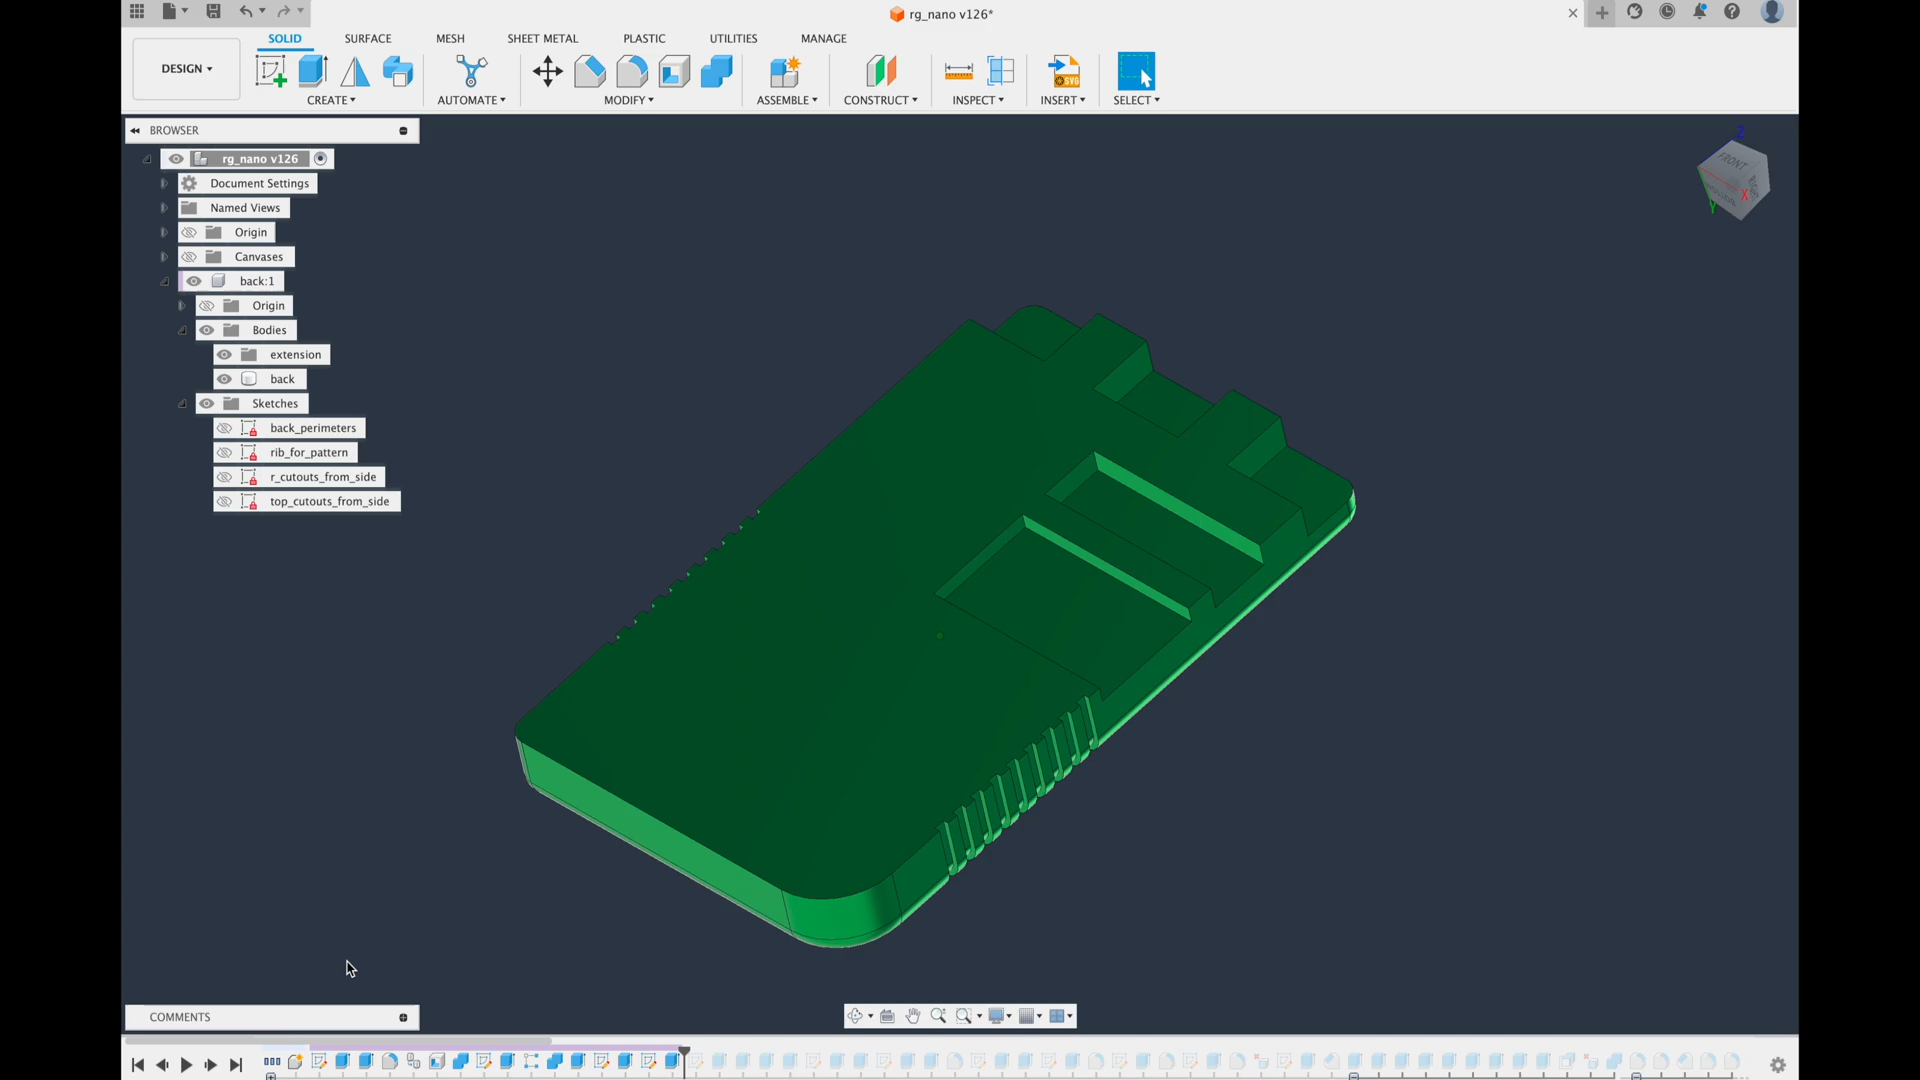 rg_nano v126*
SOLID SURFACE MESH SHEET METAL PLASTIC UTILITIES MANAGE
DESIGN
SVG
CREATE AUTOMATE MODIFY ASSEMBLE CONSTRUCT INSPECT INSERT SELECT
BROWSER
Z
rg_nano v126
FRONT
X
Y
Document Settings
Named Views
Origin
Canvases
back:1
Origin
Bodies
extension
back
Sketches
back_perimeters
rib_for_pattern
r_cutouts_from_side
top_cutouts_from_side
COMMENTS